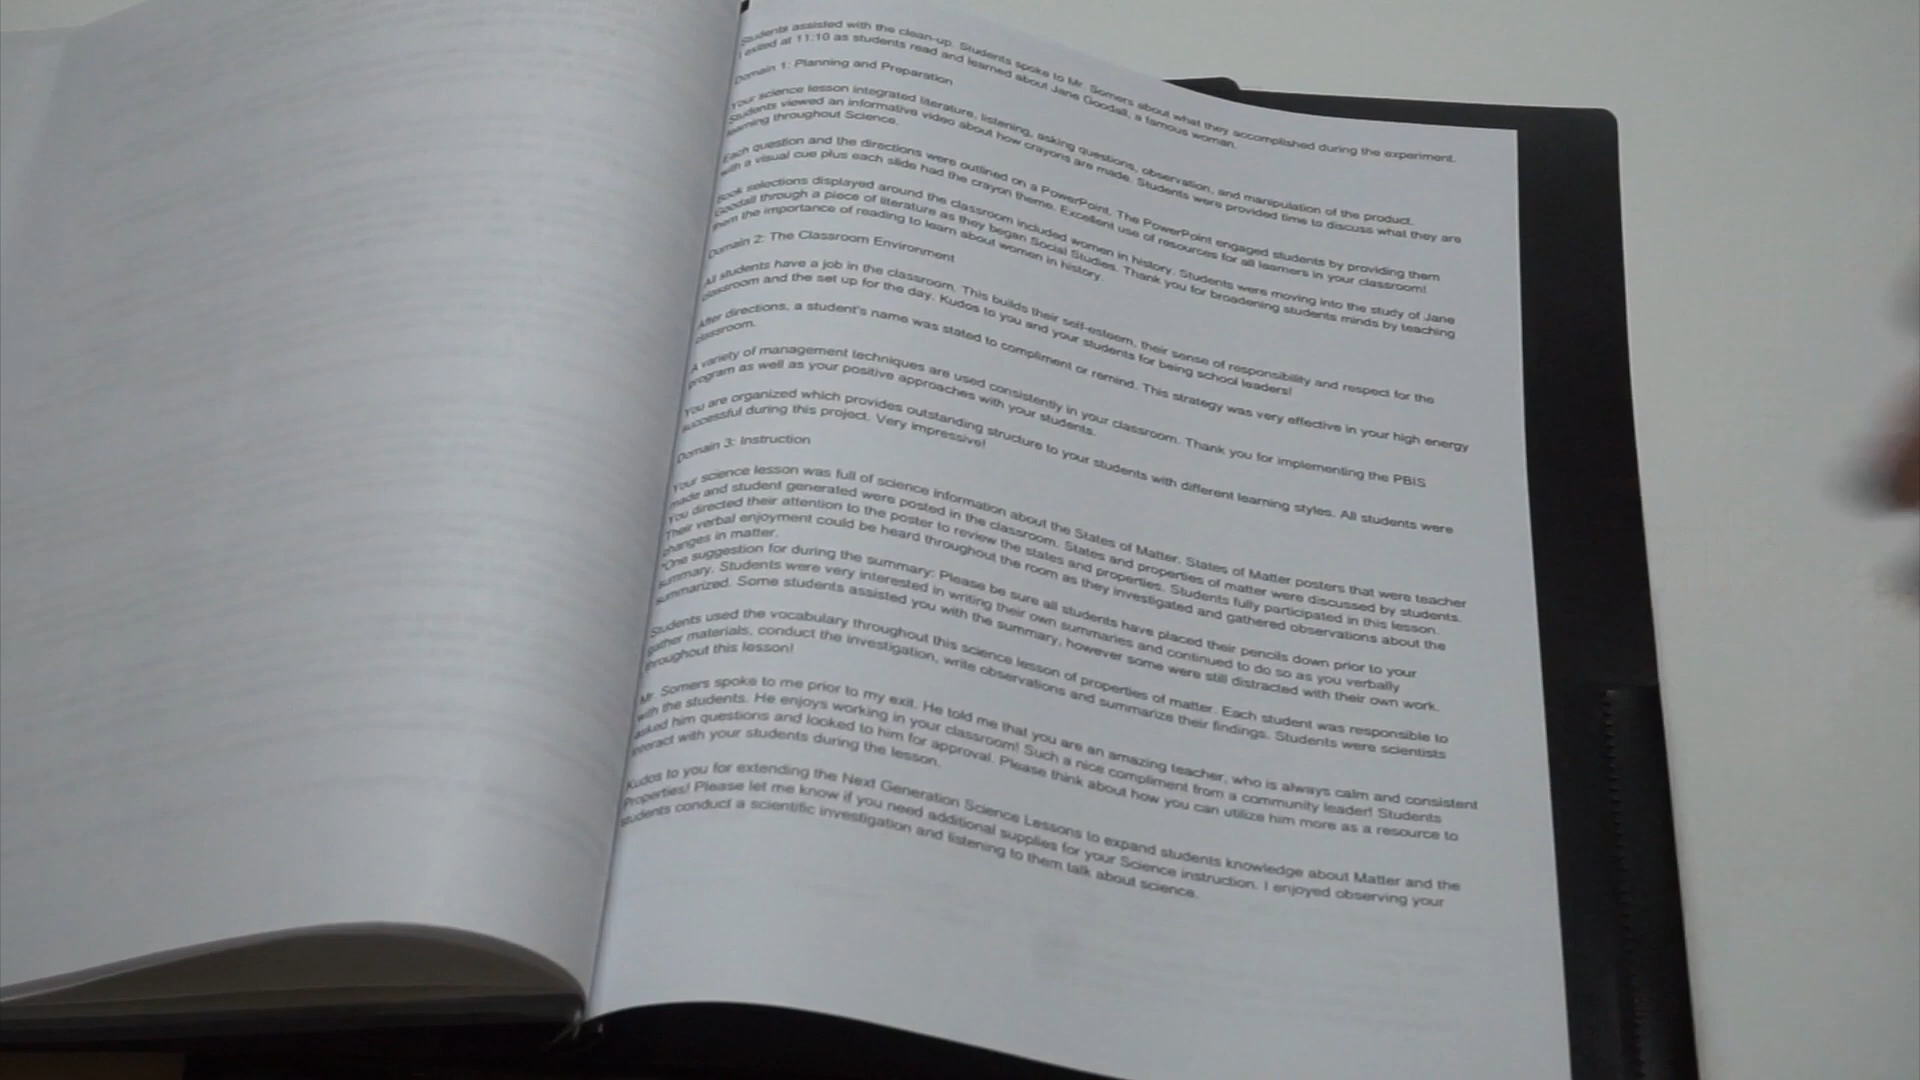 Students assisted with the clean-up. Students spoke to Mr. Somers about what they accomplished during the experiment.
I exited at 11:10 as students read and learned about Jane Goodall, a famous woman.
Domain 1: Planning and Preparation
Your science lesson integrated literature, listening, asking questions, observation, and manipulation of the product.
Students viewed an informative video about how crayons are made. Students were provided time to discuss what they are
learning throughout Science.
Each question and the directions were outlined on a PowerPoint. The PowerPoint engaged students by providing them
with a visual cue plus each slide had the crayon theme. Excellent use of resources for all learners in your classroom!
Book selections displayed around the classroom included women in history. Students were moving into the study of Jane
Goodall through a piece of literature as they began Social Studies. Thank you for broadening students minds by teaching
them the importance of reading to learn about women in history.
Domain 2: The Classroom Environment
All students have a job in the classroom. This builds their self-esteem, their sense of responsibility and respect for the
classroom and the set up for the day. Kudos to you and your students for being school leaders!
After directions, a student's name was stated to compliment or remind. This strategy was very effective in your high energy
classroom.
A variety of management techniques are used consistently in your classroom. Thank you for implementing the PBIS
program as well as your positive approaches with your students.
You are organized which provides outstanding structure to your students with different learning styles. All students were
successful during this project. Very impressive!
Domain 3: Instruction
Your science lesson was full of science information about the States of Matter. States of Matter posters that were teacher
made and student generated were posted in the classroom. States and properties of matter were discussed by students.
You directed their attention to the poster to review the states and properties. Students fully participated in this lesson.
Their verbal enjoyment could be heard throughout the room as they investigated and gathered observations about the
changes in matter.
*One suggestion for during the summary: Please be sure all students have placed their pencils down prior to your
summary. Students were very interested in writing their own summaries and continued to do so as you verbally
summarized. Some students assisted you with the summary, however some were still distracted with their own work.
Students used the vocabulary throughout this science lesson of properties of matter. Each student was responsible to
gather materials, conduct the investigation, write observations and summarize their findings. Students were scientists
throughout this lesson!
Mr. Somers spoke to me prior to my exit. He told me that you are an amazing teacher, who is always calm and consistent
with the students. He enjoys working in your classroom! Such a nice compliment from a community leader! Students
asked him questions and looked to him for approval. Please think about how you can utilize him more as a resource to
interact with your students during the lesson.
Kudos to you for extending the Next Generation Science Lessons to expand students knowledge about Matter and the
Properties! Please let me know if you need additional supplies for your Science instruction. I enjoyed observing your
students conduct a scientific investigation and listening to them talk about science.